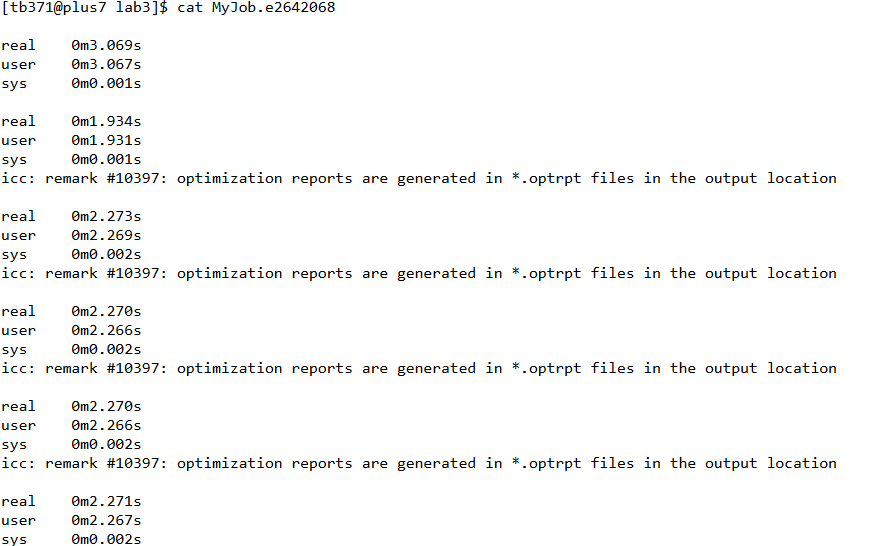 [tb371@plus7 lab3]$ cat MyJob.e2642068
real 0m3.069s
user 0m3.067s
sys 0m0.001s
real 0m1.934s
user 0m1.931s
sys 0m0.001s
icc: remark #10397: optimization reports are generated in *.optrpt files in the output location
real 0m2.273s
user 0m2.269s
sys 0m0.002s
icc: remark #10397: optimization reports are generated in *.optrpt files in the output location
real 0m2.270s
user 0m2.266s
sys 0m0.002s
icc: remark #10397: optimization reports are generated in *.optrpt files in the output location
real 0m2.270s
user 0m2.266s
sys 0m0.002s
icc: remark #10397: optimization reports are generated in *.optrpt files in the output location
real 0m2.271s
user 0m2.267s
sys 0m0.002s